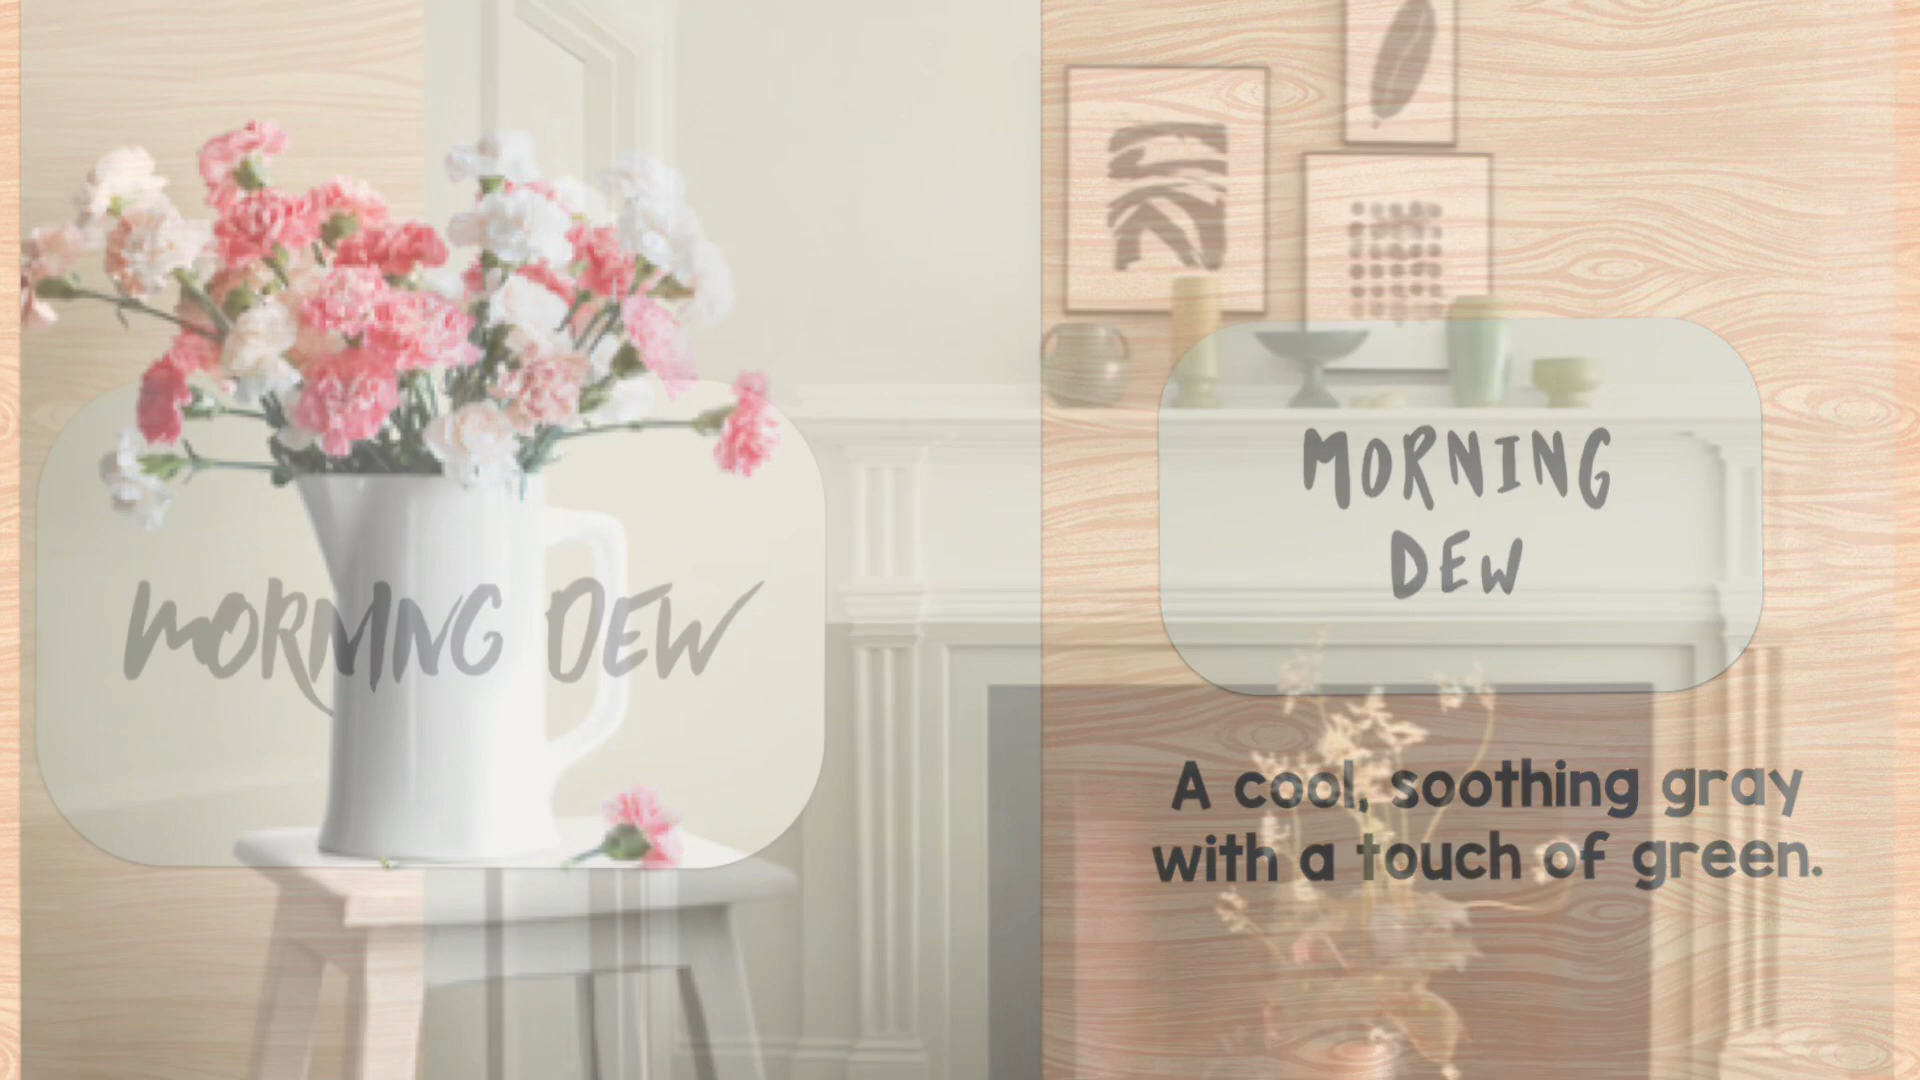 MORNING DEW
MORNING
DEW
A cool, soothing gray
with a touch of green.